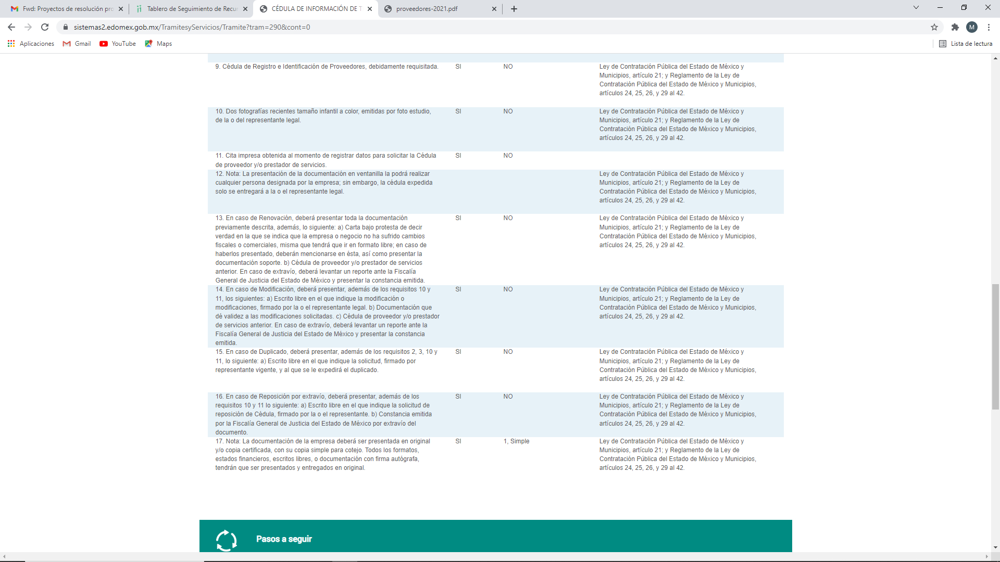 Fwd: Proyectos de resolución pro
Tablero de Seguimiento de Recur
CÉDULA DE INFORMACIÓN DE T
proveedores-2021.pdf
sistemas2.edomex.gob.mx/TramitesyServicios/Tramite?tram=290&cont=0
M
Aplicaciones
Gmail
YouTube
Maps
Lista de lectura
9. Cédula de Registro e Identificación de Proveedores, debidamente requisitada.
SI
NO
Ley de Contratación Pública del Estado de México y
Municipios, artículo 21; y Reglamento de la Ley de
Contratación Pública del Estado de México y Municipios,
artículos 24, 25, 26, y 29 al 42.
10. Dos fotografías recientes tamaño infantil a color, emitidas por foto estudio,
de la o del representante legal.
SI
NO
Ley de Contratación Pública del Estado de México y
Municipios, artículo 21; y Reglamento de la Ley de
Contratación Pública del Estado de México y Municipios,
artículos 24, 25, 26, y 29 al 42.
11. Cita impresa obtenida al momento de registrar datos para solicitar la Cédula
de proveedor y/o prestador de servicios.
SI
NO
12. Nota: La presentación de la documentación en ventanilla la podrá realizar
cualquier persona designada por la empresa; sin embargo, la cédula expedida
solo se entregará a la o el representante legal.
Ley de Contratación Pública del Estado de México y
Municipios, artículo 21; y Reglamento de la Ley de
Contratación Pública del Estado de México y Municipios,
artículos 24, 25, 26, y 29 al 42.
13. En caso de Renovación, deberá presentar toda la documentación
previamente descrita, además, lo siguiente: a) Carta bajo protesta de decir
verdad en la que se indica que la empresa o negocio no ha sufrido cambios
fiscales o comerciales, misma que tendrá que ir en formato libre; en caso de
haberlos presentado, deberán mencionarse en ésta, así como presentar la
documentación soporte. b) Cédula de proveedor y/o prestador de servicios
anterior. En caso de extravío, deberá levantar un reporte ante la Fiscalía
General de Justicia del Estado de México y presentar la constancia emitida.
SI
NO
Ley de Contratación Pública del Estado de México y
Municipios, artículo 21; y Reglamento de la Ley de
Contratación Pública del Estado de México y Municipios,
artículos 24, 25, 26, y 29 al 42.
14. En caso de Modificación, deberá presentar, además de los requisitos 10 y
11, los siguientes: a) Escrito libre en el que indique la modificación o
modificaciones, firmado por la o el representante legal. b) Documentación que
dé validez a las modificaciones solicitadas. c) Cédula de proveedor y/o prestador
de servicios anterior. En caso de extravío, deberá levantar un reporte ante la
Fiscalía General de Justicia del Estado de México y presentar la constancia
emitida.
SI
NO
Ley de Contratación Pública del Estado de México y
Municipios, artículo 21; y Reglamento de la Ley de
Contratación Pública del Estado de México y Municipios,
artículos 24, 25, 26, y 29 al 42.
15. En caso de Duplicado, deberá presentar, además de los requisitos 2, 3, 10 y
11, lo siguiente: a) Escrito libre en el que indique la solicitud, firmado por
representante vigente, y al que se le expedirá el duplicado.
SI
NO
Ley de Contratación Pública del Estado de México y
Municipios, artículo 21; y Reglamento de la Ley de
Contratación Pública del Estado de México y Municipios,
artículos 24, 25, 26, y 29 al 42.
16. En caso de Reposición por extravío, deberá presentar, además de los
requisitos 10 y 11 lo siguiente: a) Escrito libre en el que indique la solicitud de
reposición de Cédula, firmado por la o el representante. b) Constancia emitida
por la Fiscalía General de Justicia del Estado de México por extravío del
documento.
SI
NO
Ley de Contratación Pública del Estado de México y
Municipios, artículo 21; y Reglamento de la Ley de
Contratación Pública del Estado de México y Municipios,
artículos 24, 25, 26, y 29 al 42.
17. Nota: La documentación de la empresa deberá ser presentada en original
y/o copia certificada, con su copia simple para cotejo. Todos los formatos,
estados financieros, escritos libres, o documentación con firma autógrafa,
tendrán que ser presentados y entregados en original.
SI
1, Simple
Ley de Contratación Pública del Estado de México y
Municipios, artículo 21; y Reglamento de la Ley de
Contratación Pública del Estado de México y Municipios,
artículos 24, 25, 26, y 29 al 42.
Pasos a seguir